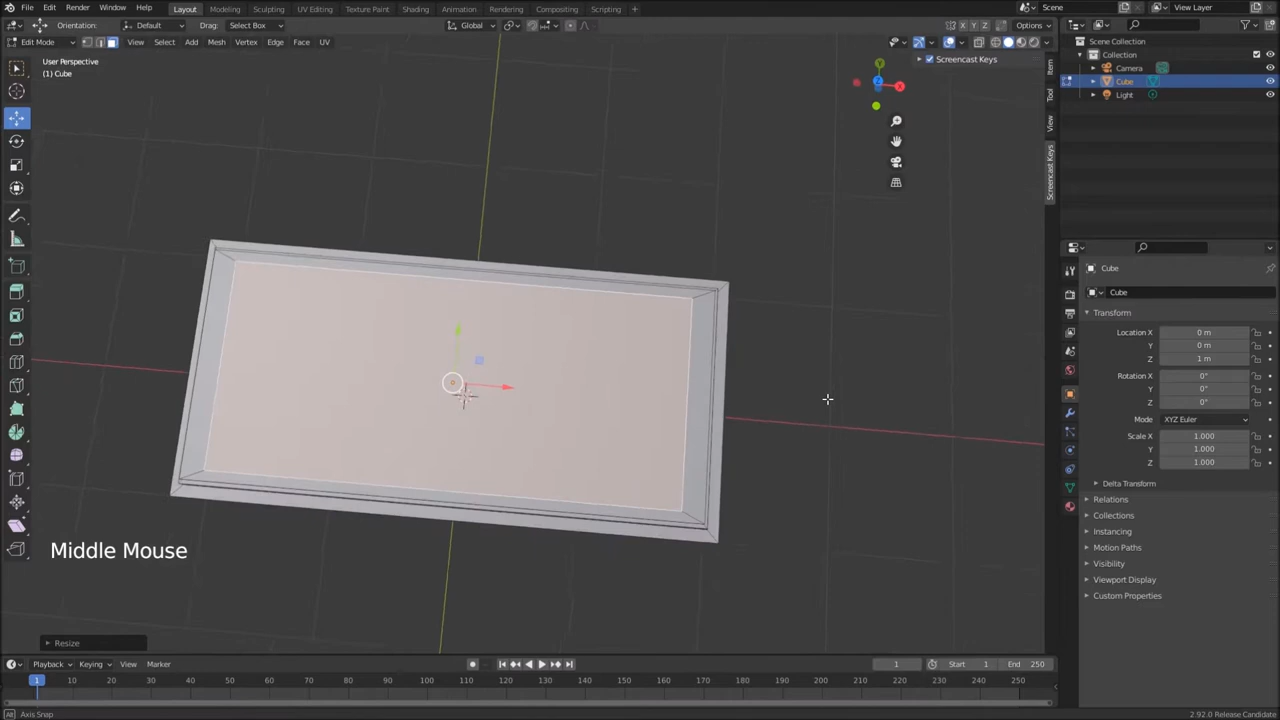 File Edit Render Window Help Layout Modeling Sculpting UV Editing Texture Paint Shading Animation Rendering Compositing Scripting Scene View Layer
Orientation: Default Drag: Select Box Global X Y Z Options
Edit Mode View Select Add Mesh Vertex Edge Face UV
User Perspective
(1) Cube
Screencast Keys
Scene Collection
Collection
Camera
Cube
Light
Item
Tool
View
Screencast Keys
Y
Z
X
Cube
Cube
Transform
Location X 0 m
Y 0 m
Z 1 m
Rotation X 0°
Y 0°
Z 0°
Mode XYZ Euler
Scale X 1.000
Y 1.000
Z 1.000
Delta Transform
Relations
Collections
Instancing
Motion Paths
Visibility
Viewport Display
Custom Properties
Middle Mouse
Resize
Playback Keying View Marker 1 Start 1 End 250
1 10 20 30 40 50 60 70 80 90 100 110 120 130 140 150 160 170 180 190 200 210 220 230 240 250
Axis Snap 2.92.0 Release Candidate